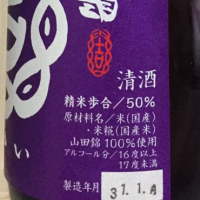 清酒
精米歩合／50％
原材料名／米(国産)
・米糀(国産米)
山田錦100％使用
アルコール分／16度以上
17度未満
製造年月 31.1.
い